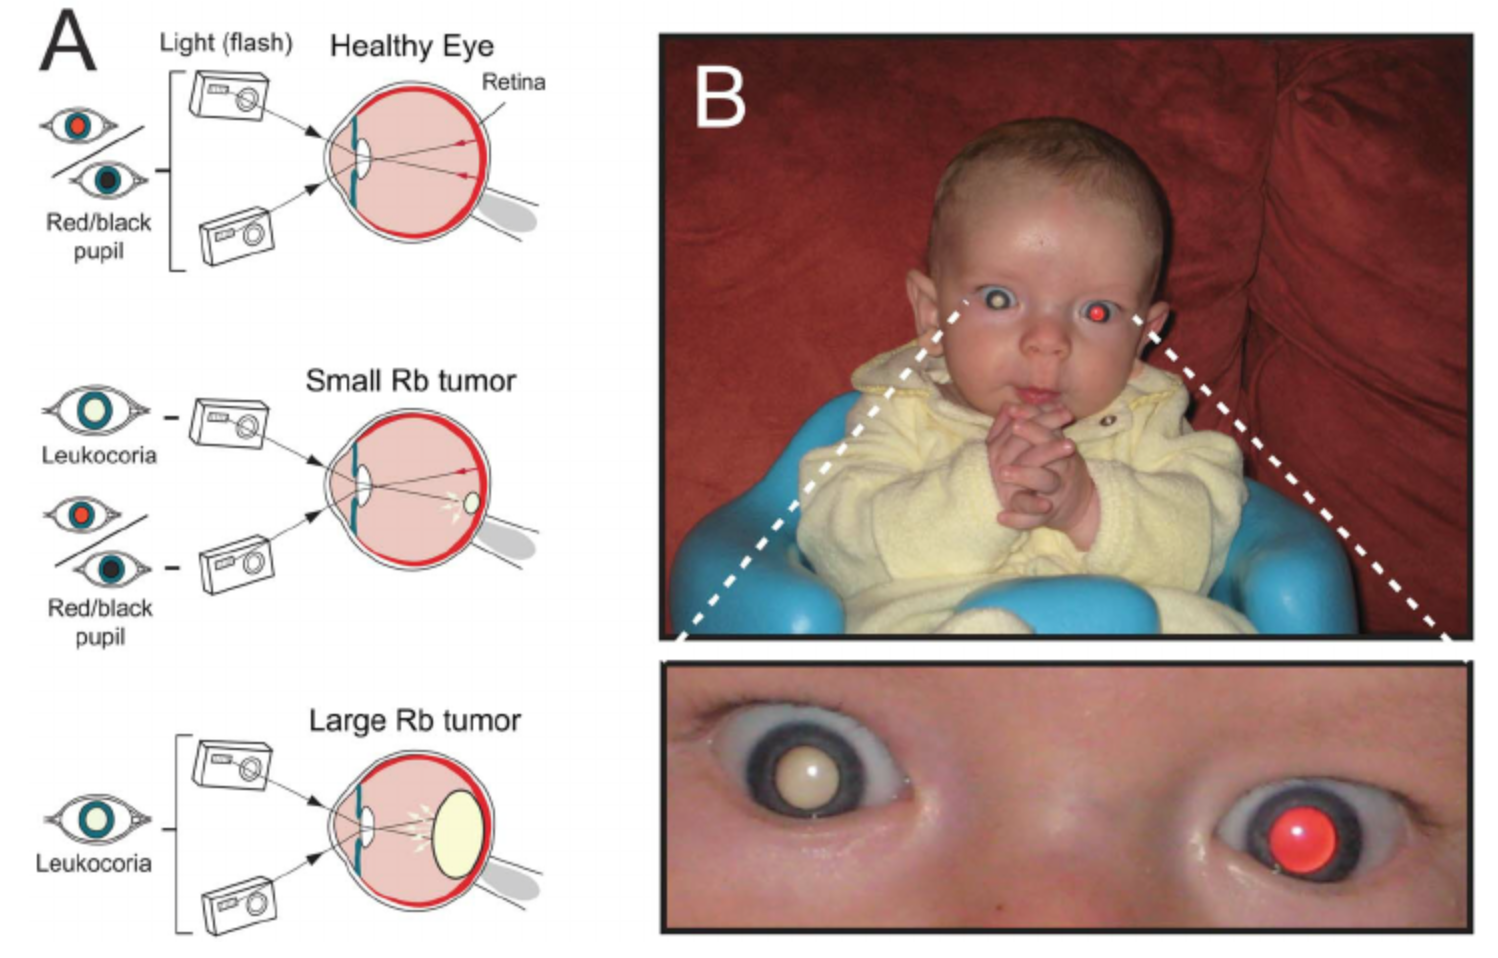 A
Light (flash)
Healthy Eye
Retina
Red/black
pupil
Small Rb tumor
Leukocoria
Red/black
pupil
Large Rb tumor
Leukocoria
B